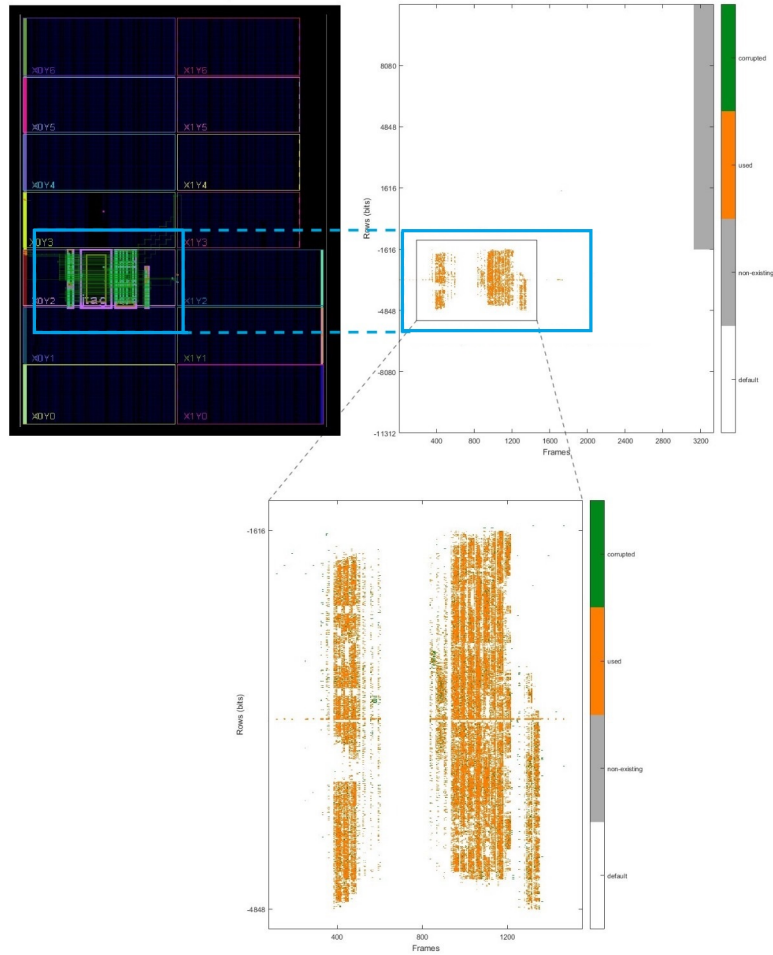 X0Y6
X1Y6
X0Y5
X1Y5
X0Y4
X1Y4
X0Y3
X1Y3
X0Y2
X1Y2
X0Y1
X1Y1
X0Y0
X1Y0
Rows (bits)
8080
4848
1616
-1616
-4848
-8080
-11312
400
800
1200
1600
2000
2400
2800
3200
Frames
corrupted
used
non-existing
default
Rows (bits)
-1616
-4848
400
800
1200
Frames
corrupted
used
non-existing
default